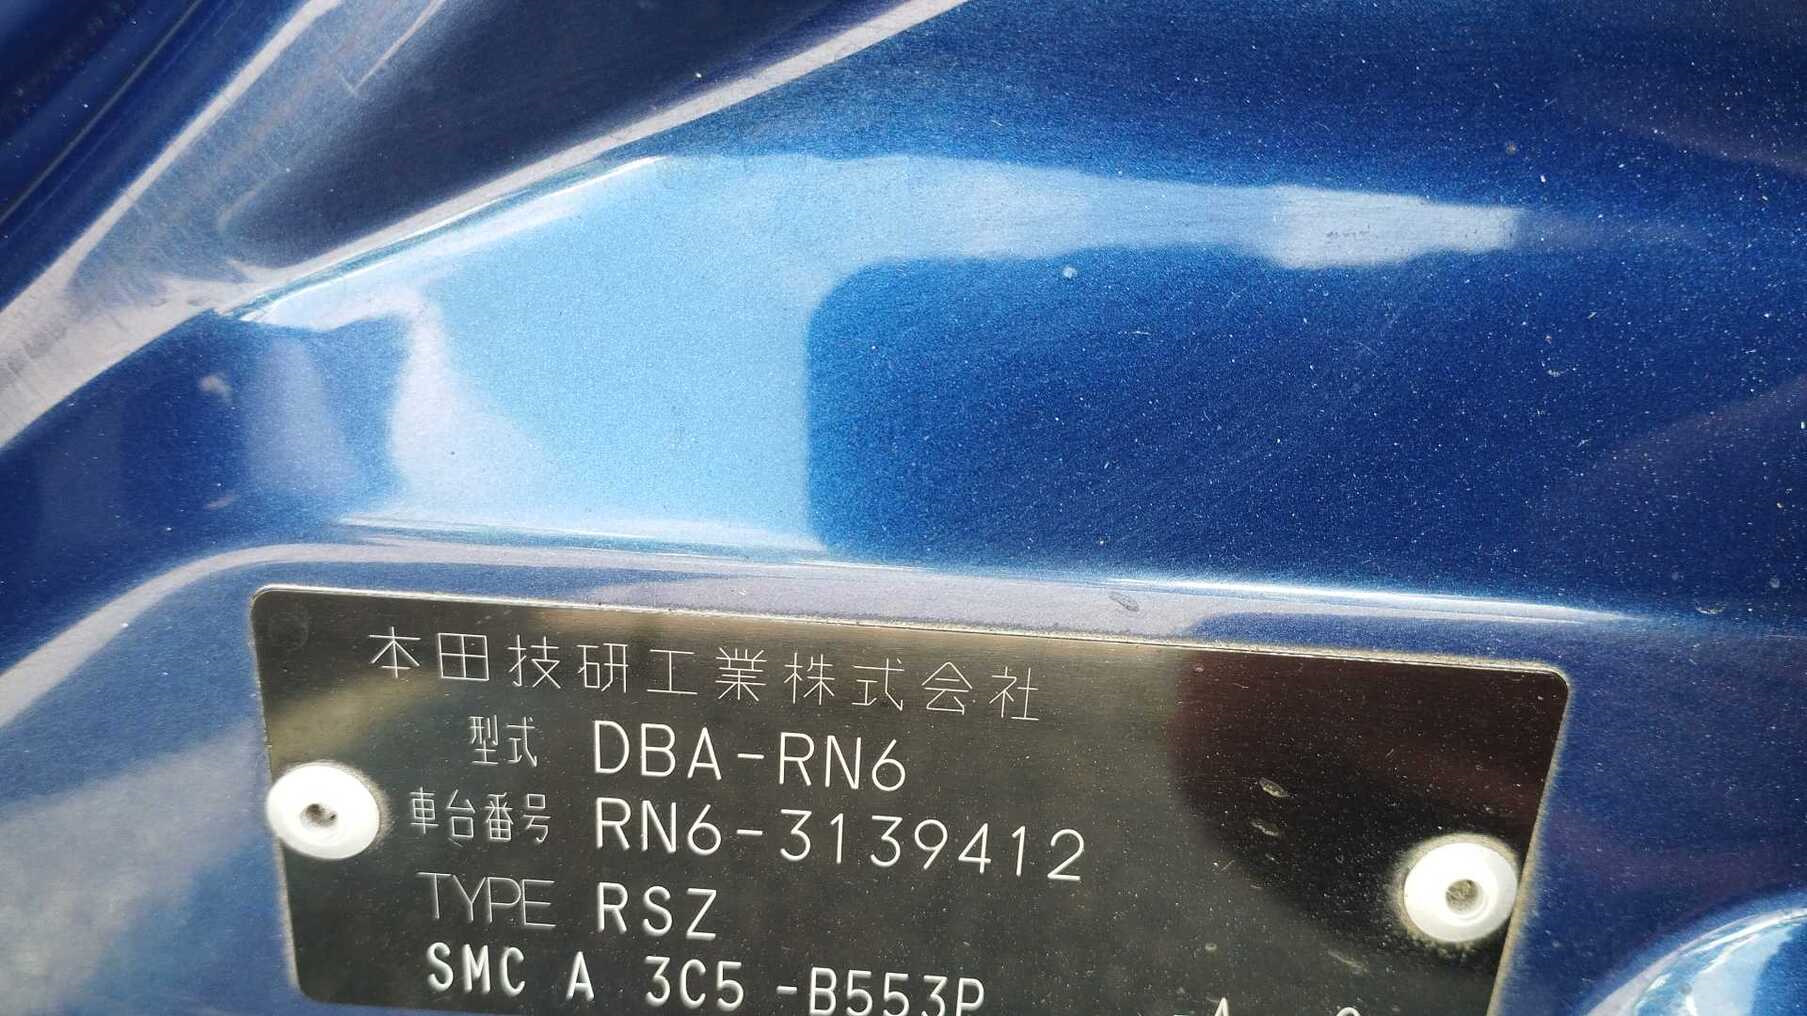 本田技研工業株式会社
型式 DBA-RN6
車台番号 RN6-3139412
TYPE RSZ
SMC A 3C5 -B553P